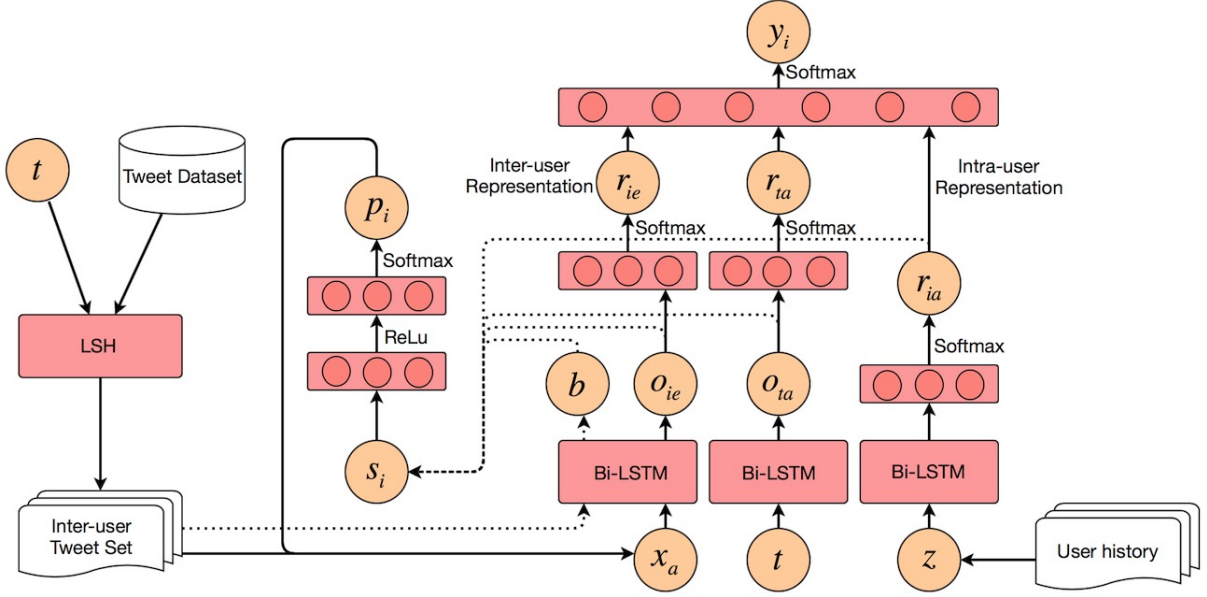 y_i
Softmax
t
Tweet Dataset
p_i
Inter-user
Representation
r_ie
r_ta
Intra-user
Representation
Softmax
Softmax
Softmax
r_ia
LSH
ReLu
Softmax
b
o_ie
o_ta
s_i
Bi-LSTM
Bi-LSTM
Bi-LSTM
Inter-user
Tweet Set
x_a
t
z
User history